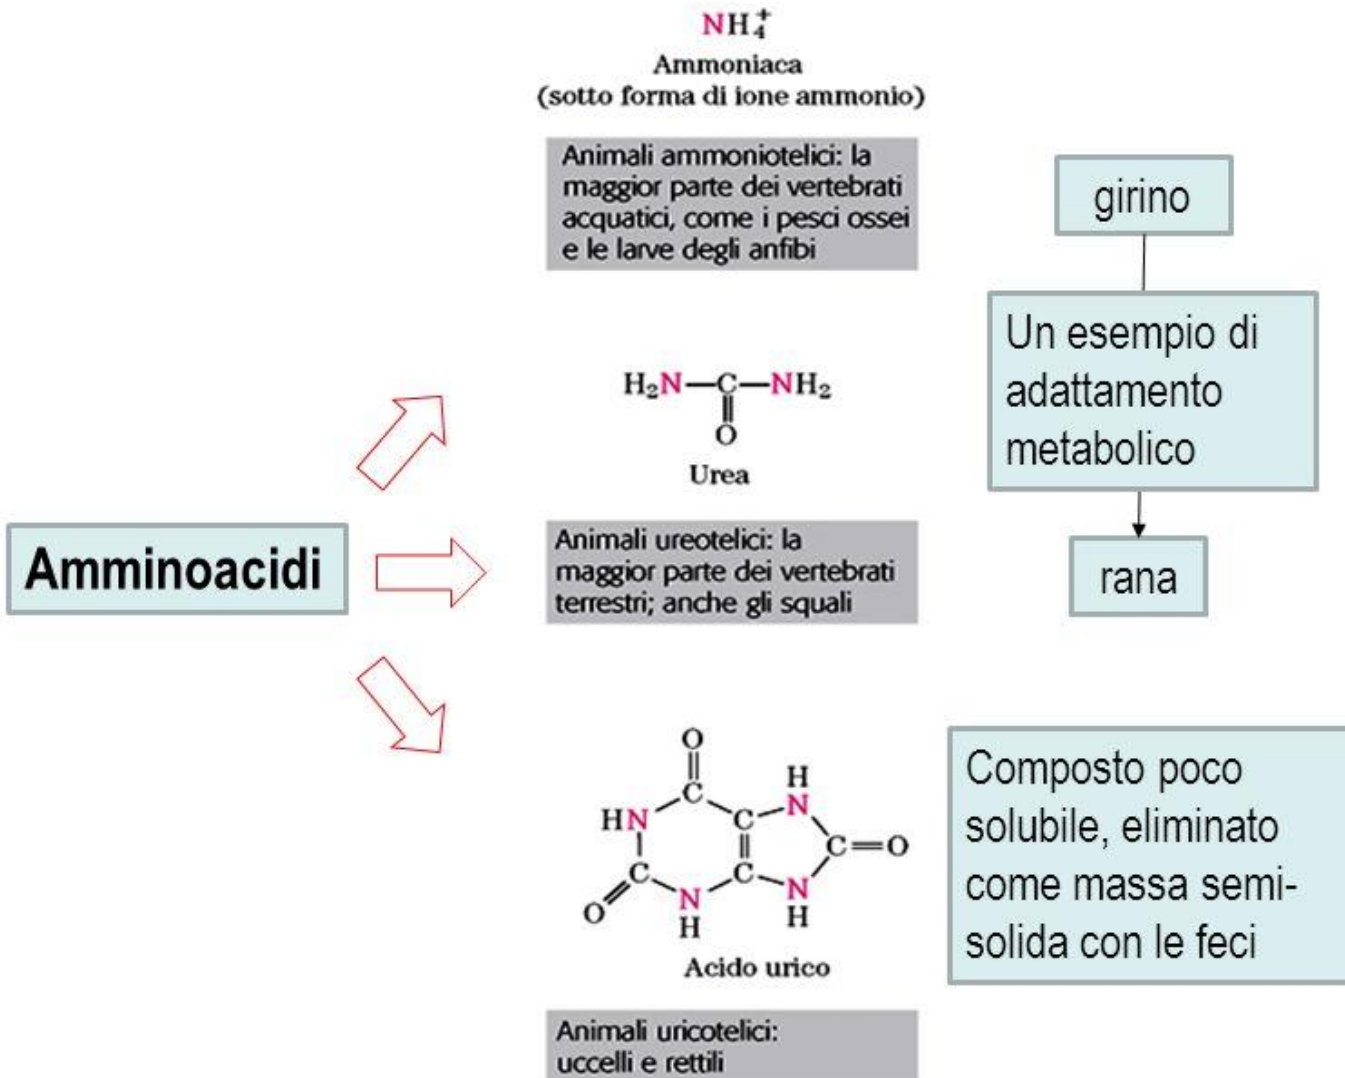 NH₄⁺
Ammoniaca
(sotto forma di ione ammonio)
Animali ammoniotelici: la
maggior parte dei vertebrati
acquatici, come i pesci ossei
e le larve degli anfibi
girino
Un esempio di
adattamento
metabolico
rana
H₂N—C—NH₂
O
Urea
Amminoacidi
Animali ureotelici: la
maggior parte dei vertebrati
terrestri; anche gli squali
O
H
C N
HN C
C=O
C C
O N N
H H
Acido urico
Composto poco
solubile, eliminato
come massa semi-
solida con le feci
Animali uricotelici:
uccelli e rettili